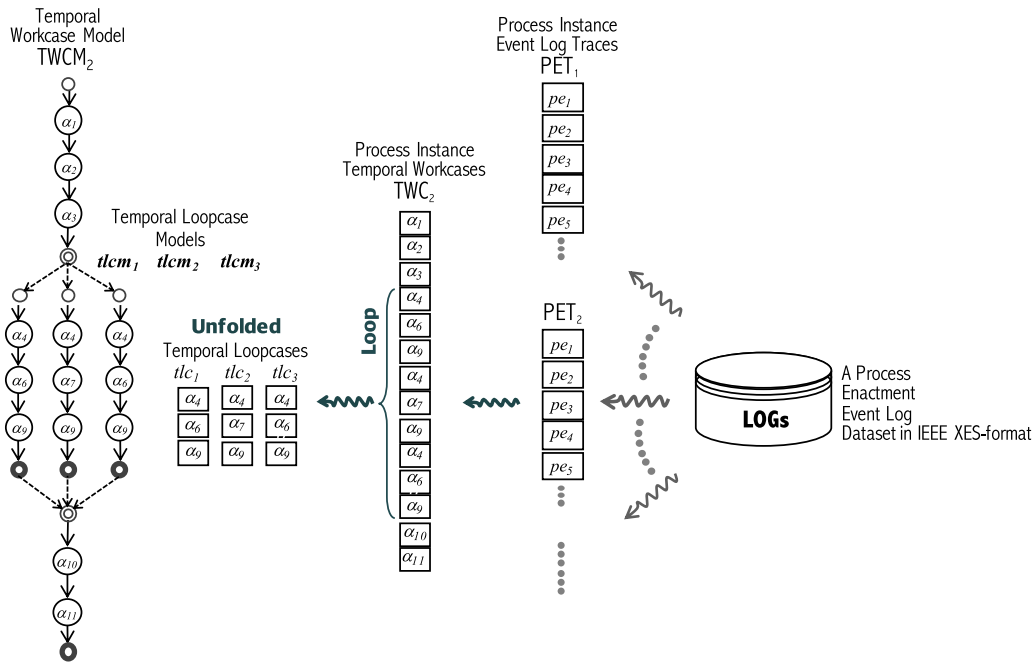 Temporal
Workcase Model
TWCM2
α1
α2
α3
Temporal Loopcase
Models
tlcm1 tlcm2 tlcm3
α4 α4 α4
α6 α7 α6
α9 α9 α9
α10
α11
Unfolded
Temporal Loopcases
tlc1 tlc2 tlc3
α4 α4 α4
α6 α7 α6
α9 α9 α9
Process Instance
Temporal Workcases
TWC2
Loop
α1
α2
α3
α4
α6
α9
α4
α7
α9
α4
α6
α9
α10
α11
Process Instance
Event Log Traces
PET1
pe1
pe2
pe3
pe4
pe5
PET2
pe1
pe2
pe3
pe4
pe5
LOGs
A Process
Enactment
Event Log
Dataset in IEEE XES-format